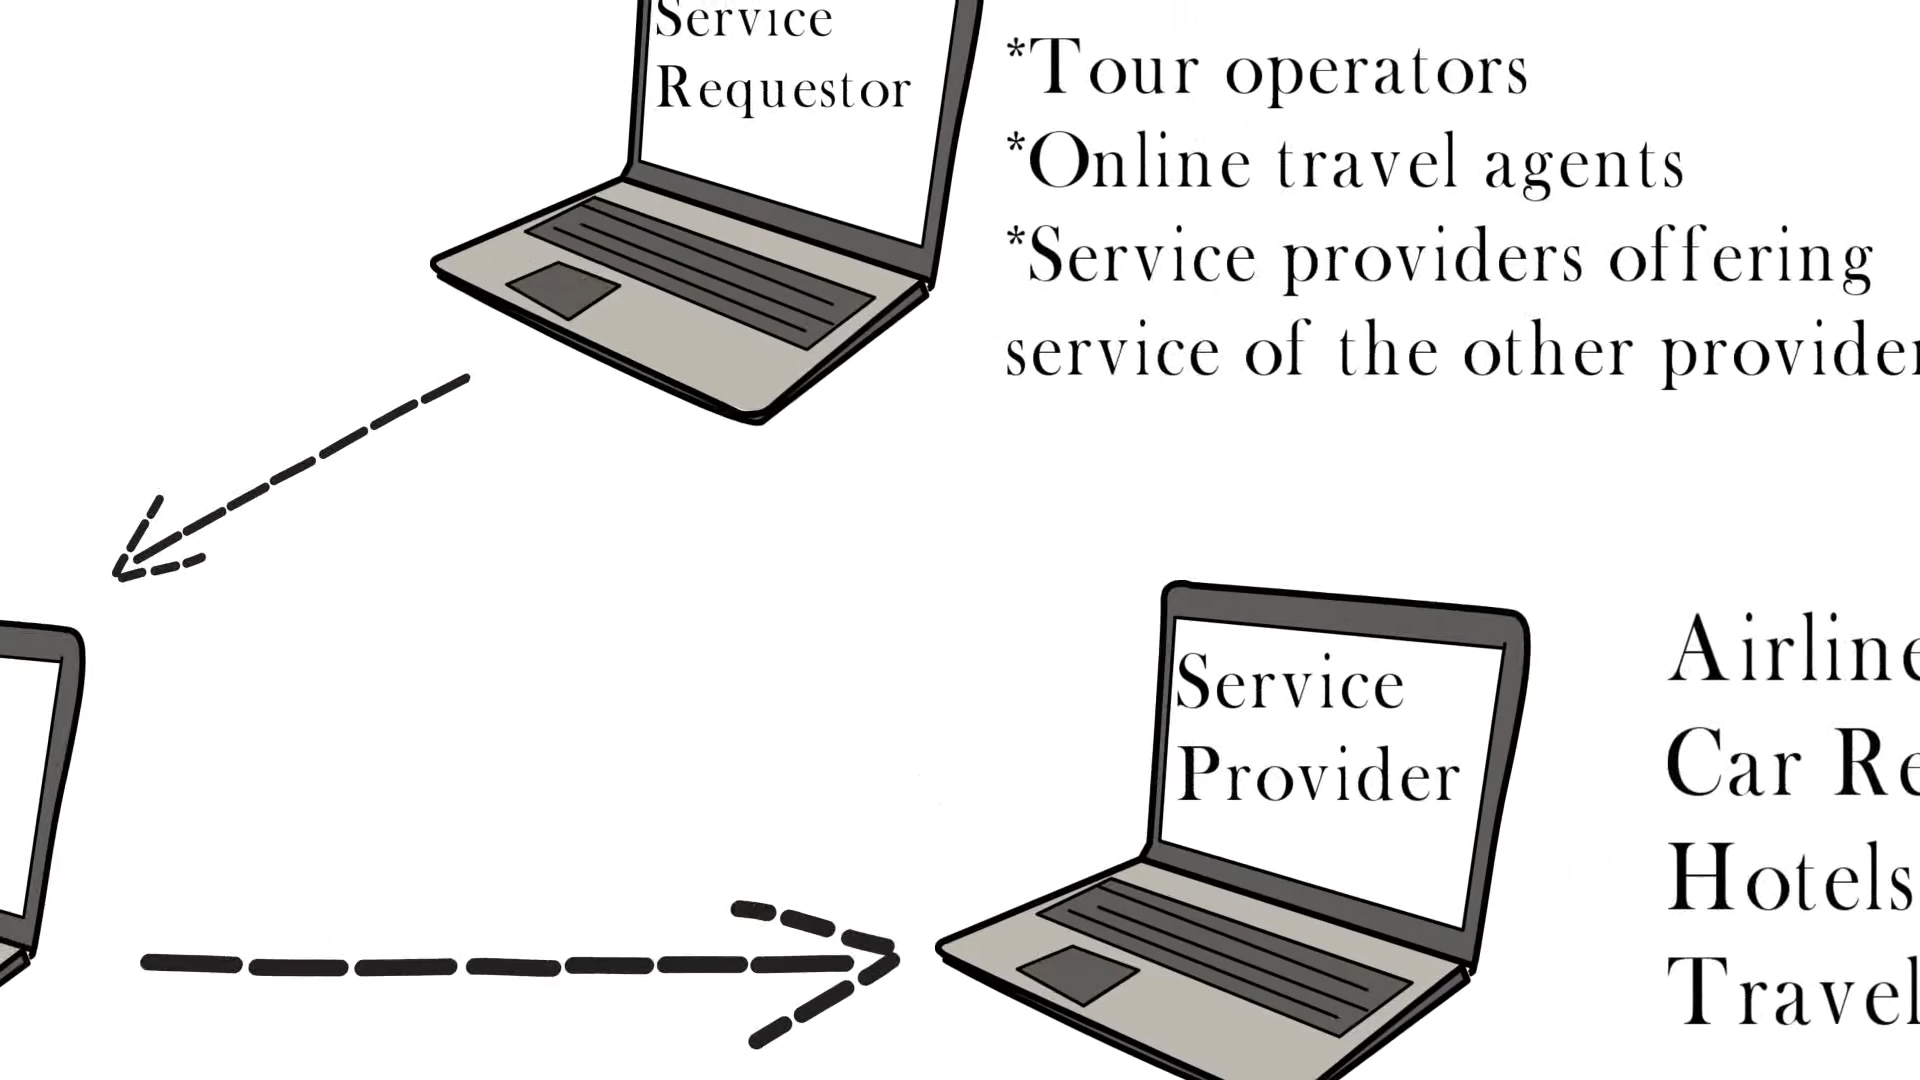 Service
Requestor
*Tour operators
*Online travel agents
*Service providers offering
service of the other provider
Service
Provider
Airline
Car Re
Hotels
Travel